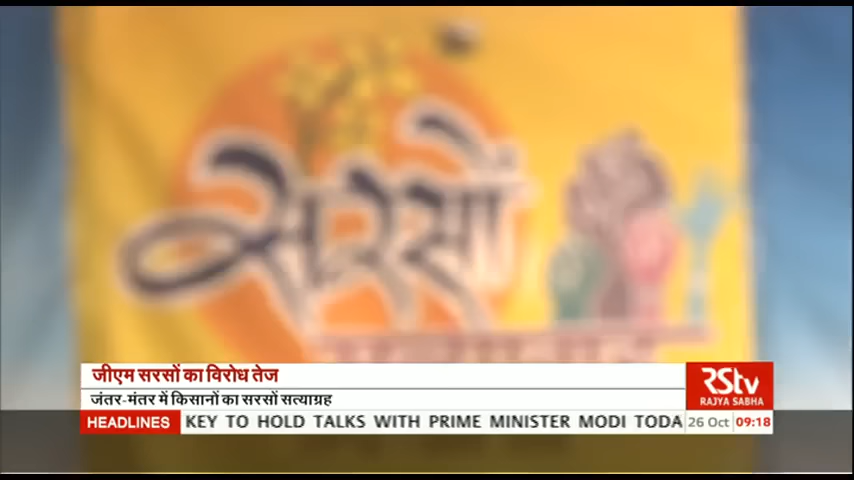 सरसों
जीएम सरसों का विरोध तेज
जंतर-मंतर में किसानों का सरसों सत्याग्रह
RStv
RAJYA SABHA
HEADLINES KEY TO HOLD TALKS WITH PRIME MINISTER MODI TODA 26 Oct 09:18